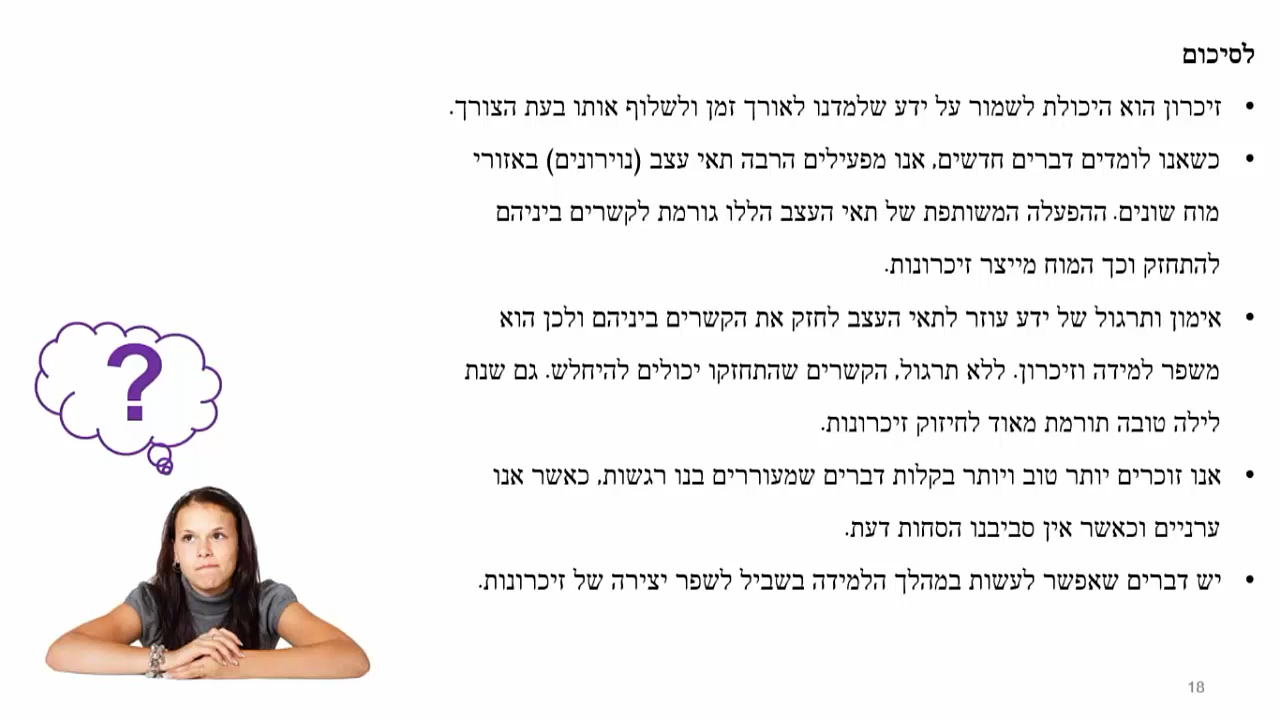 לסיכום
• זיכרון הוא היכולת לשמור על ידע שלמדנו לאורך זמן ולשלוף אותו בעת הצורך.
• כשאנו לומדים דברים חדשים, אנו מפעילים הרבה תאי עצב (נוירונים) באזורי
מוח שונים. ההפעלה המשותפת של תאי העצב הללו גורמת לקשרים ביניהם
להתחזק וכך המוח מייצר זיכרונות.
• אימון ותרגול של ידע עוזר לתאי העצב לחזק את הקשרים ביניהם ולכן הוא
משפר למידה וזיכרון. ללא תרגול, הקשרים שהתחזקו יכולים להיחלש. גם שנת
לילה טובה תורמת מאוד לחיזוק זיכרונות.
• אנו זוכרים יותר טוב ויותר בקלות דברים שמעוררים בנו רגשות, כאשר אנו
ערניים וכאשר אין סביבנו הסחות דעת.
• יש דברים שאפשר לעשות במהלך הלמידה בשביל לשפר יצירה של זיכרונות.
?
18